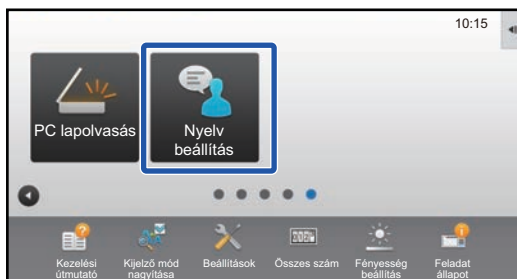 10:15
PC lapolvasás
Nyelv
beállítás
Kezelési
útmutató
Kijelző mód
nagyítása
Beállítások
Összes szám
Fényesség
beállítás
Feladat
állapot